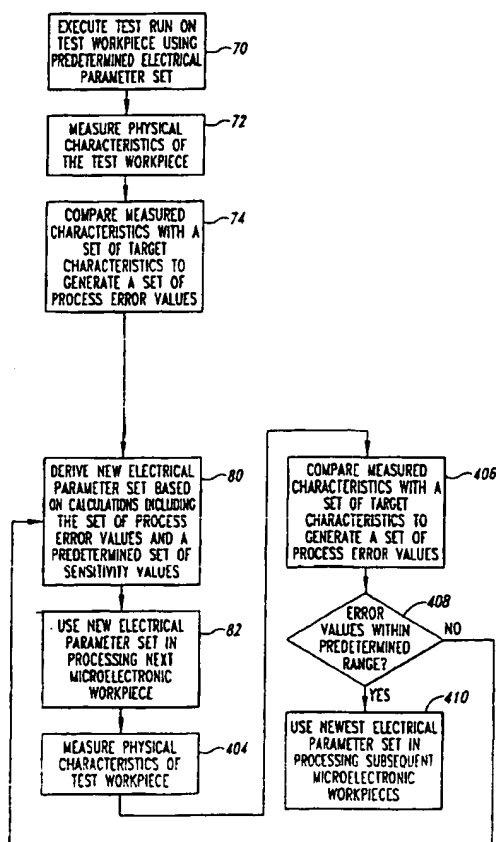 EXECUTE TEST RUN ON
TEST WORKPIECE USING
PREDETERMINED ELECTRICAL
PARAMETER SET
70
MEASURE PHYSICAL
CHARACTERISTICS OF
THE TEST WORKPIECE
72
COMPARE MEASURED
CHARACTERISTICS WITH A
SET OF TARGET
CHARACTERISTICS TO
GENERATE A SET OF
PROCESS ERROR VALUES
74
DERIVE NEW ELECTRICAL
PARAMETER SET BASED
ON CALCULATIONS INCLUDING
THE SET OF PROCESS
ERROR VALUES AND A
PREDETERMINED SET OF
SENSITIVITY VALUES
80
USE NEW ELECTRICAL
PARAMETER SET IN
PROCESSING NEXT
MICROELECTRONIC
WORKPIECE
82
MEASURE PHYSICAL
CHARACTERISTICS OF
TEST WORKPIECE
404
COMPARE MEASURED
CHARACTERISTICS WITH A
SET OF TARGET
CHARACTERISTICS TO
GENERATE A SET OF
PROCESS ERROR VALUES
406
ERROR
VALUES WITHIN
PREDETERMINED
RANGE?
408
NO
YES
410
USE NEWEST ELECTRICAL
PARAMETER SET IN
PROCESSING SUBSEQUENT
MICROELECTRONIC
WORKPIECES